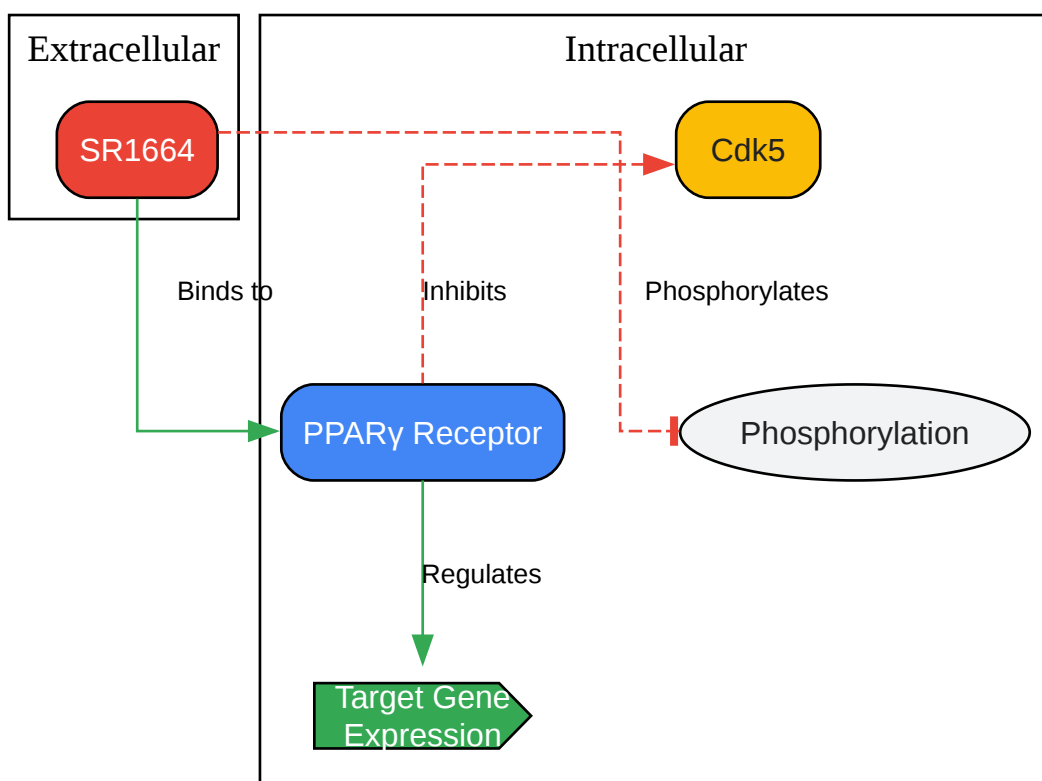 Extracellular
Intracellular
SR1664
Cdk5
Binds to
Inhibits
Phosphorylates
PPARγ Receptor
Phosphorylation
Regulates
Target Gene
Expression